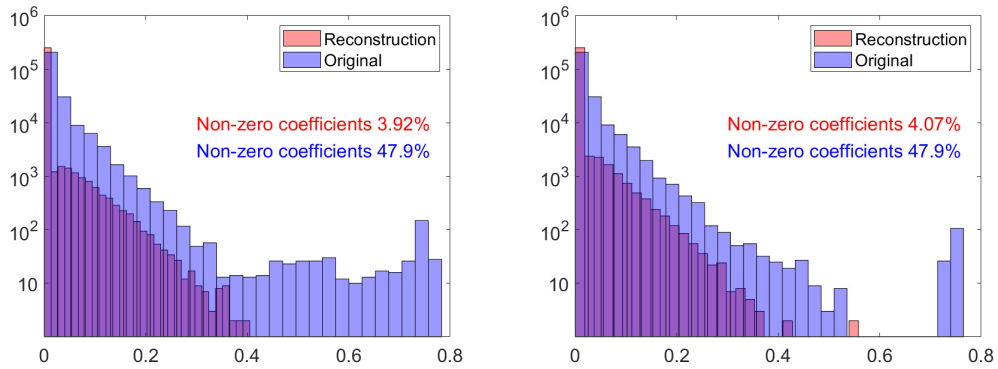 10^6
10^5
10^4
10^3
10^2
10
0
0.2
0.4
0.6
0.8
Reconstruction
Original
Non-zero coefficients 3.92%
Non-zero coefficients 47.9%
10^6
10^5
10^4
10^3
10^2
10
0
0.2
0.4
0.6
0.8
Reconstruction
Original
Non-zero coefficients 4.07%
Non-zero coefficients 47.9%